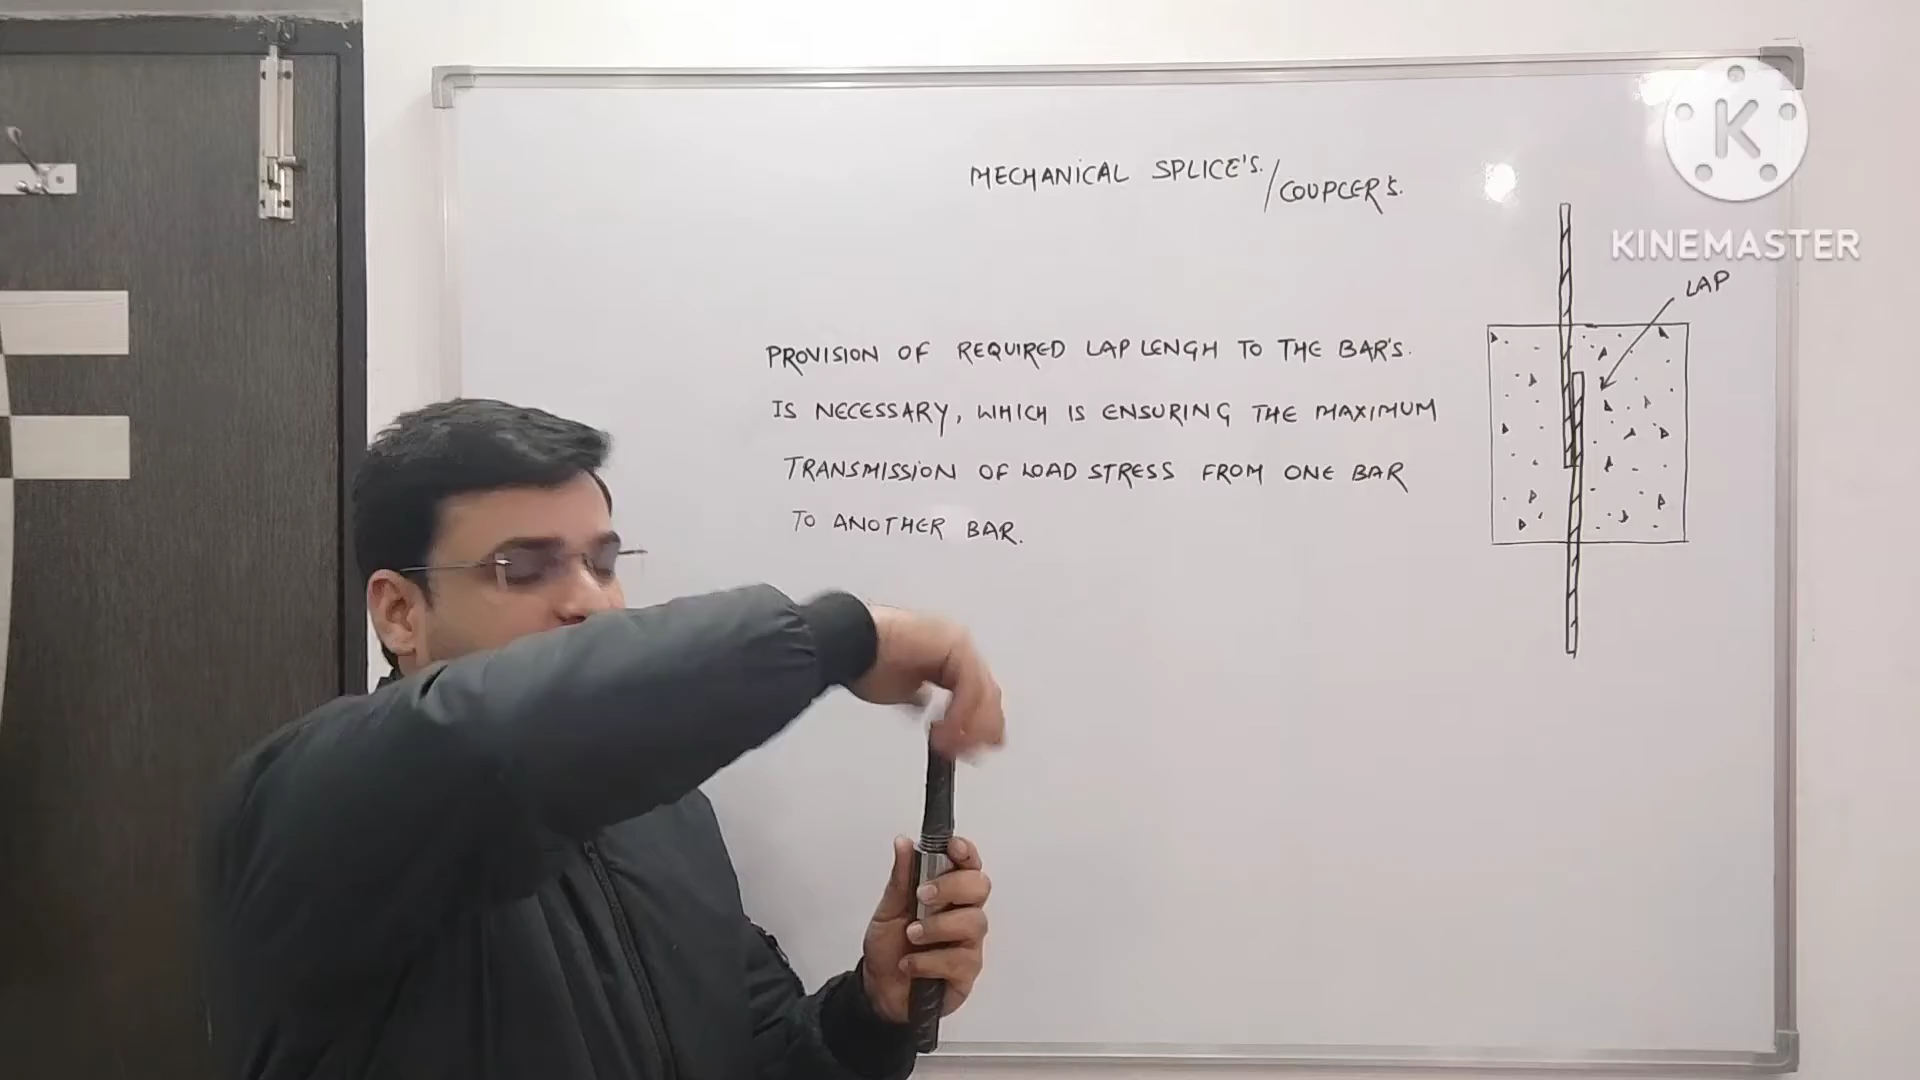 MECHANICAL SPLICE'S. / COUPLER'S.
K
KINEMASTER
LAP
PROVISION OF REQUIRED LAP LENGH TO THE BAR'S.
IS NECESSARY, WHICH IS ENSURING THE MAXIMUM
TRANSMISSION OF LOAD STRESS FROM ONE BAR
TO ANOTHER BAR.